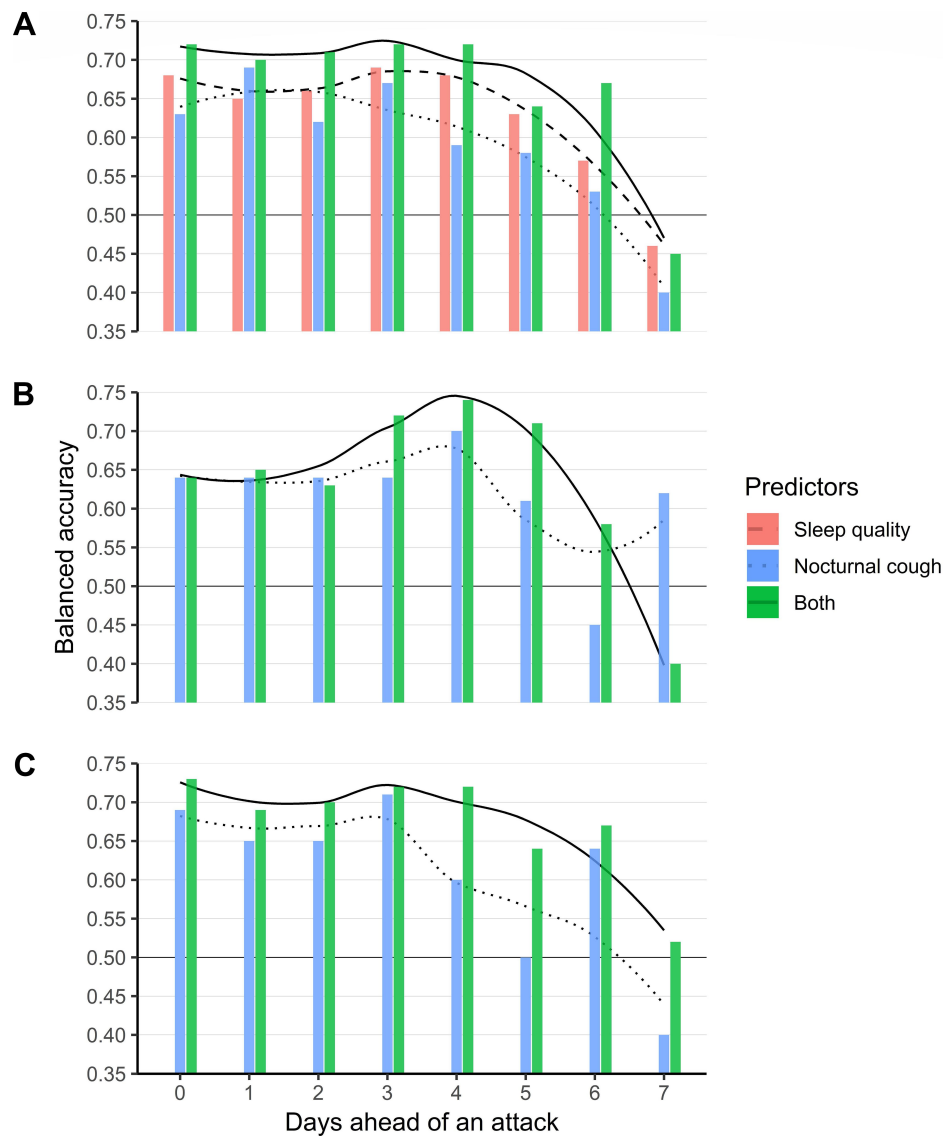 A
0.75
0.70
0.65
0.60
0.55
0.50
0.45
0.40
0.35
B
0.75
0.70
0.65
0.60
0.55
0.50
0.45
0.40
0.35
Balanced accuracy
Predictors
Sleep quality
Nocturnal cough
Both
C
0.75
0.70
0.65
0.60
0.55
0.50
0.45
0.40
0.35
0 1 2 3 4 5 6 7
Days ahead of an attack